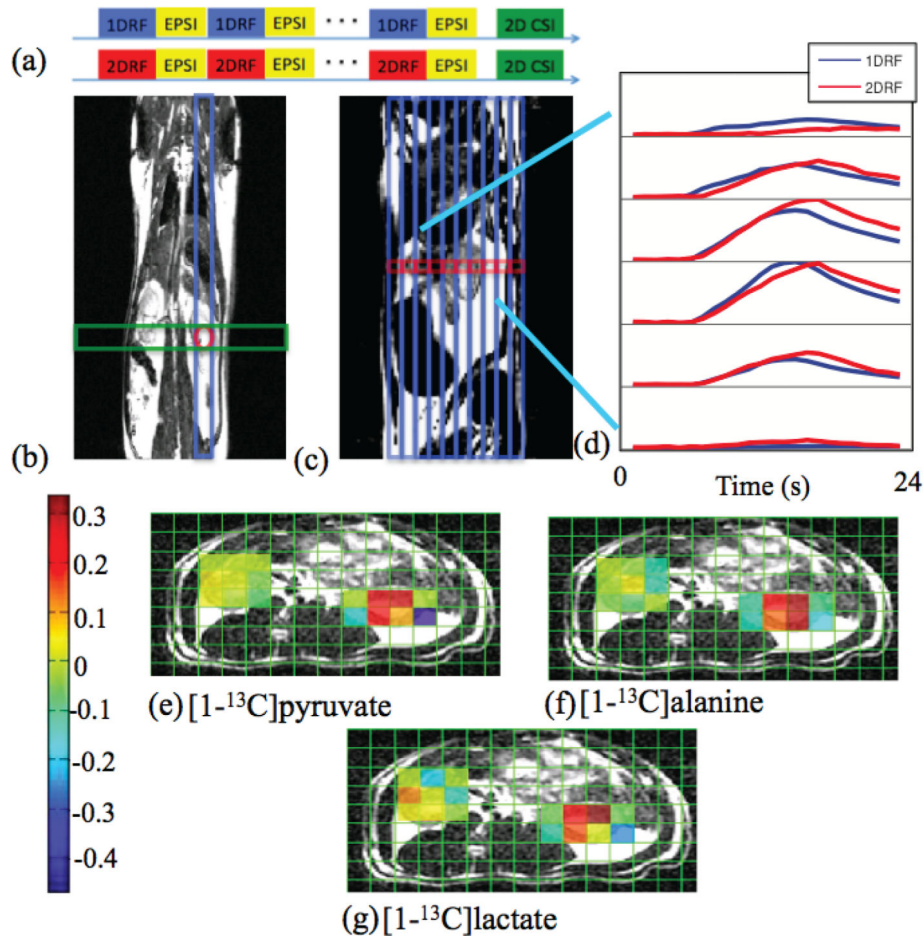 (a)
1DRF EPSI 1DRF EPSI ··· 1DRF EPSI 2D CSI
2DRF EPSI 2DRF EPSI ··· 2DRF EPSI 2D CSI
1DRF
2DRF
(b)
(c)
(d)
0
24
Time (s)
0.3
0.2
0.1
0
-0.1
-0.2
-0.3
-0.4
(e) [1-¹³C]pyruvate
(f) [1-¹³C]alanine
(g) [1-¹³C]lactate